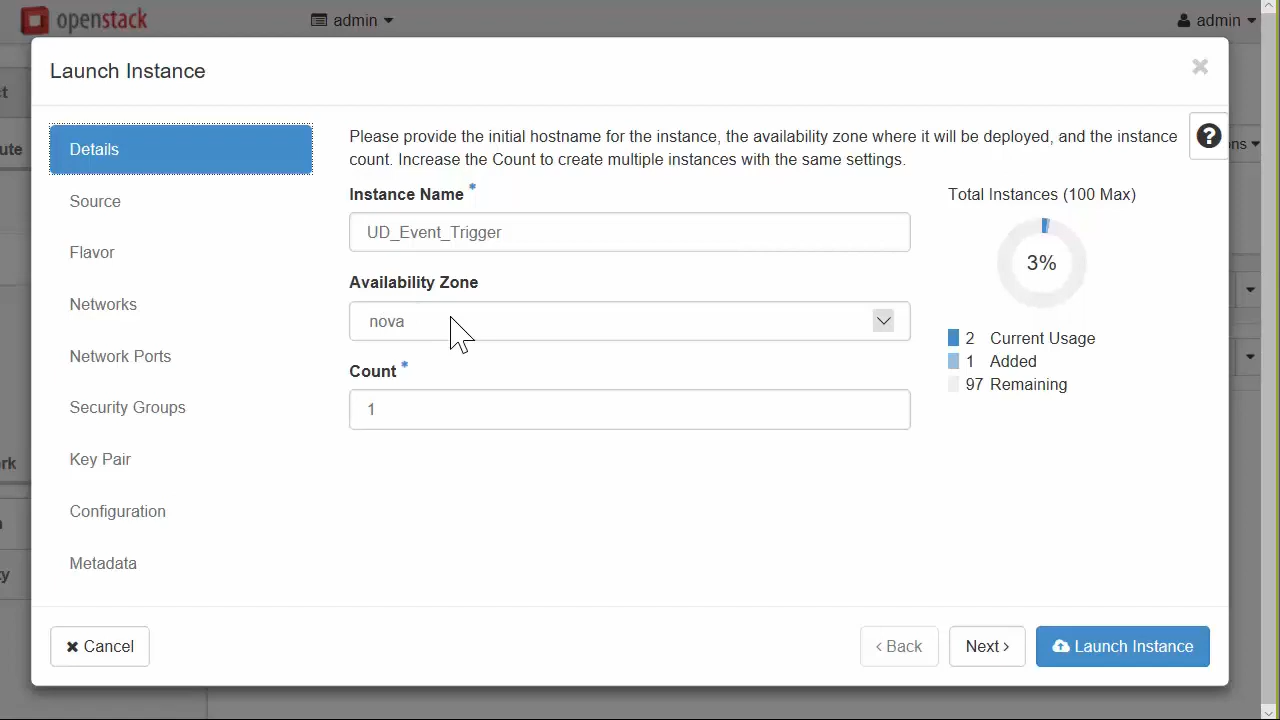 openstack
admin
admin
Launch Instance
Details
Source
Flavor
Networks
Network Ports
Security Groups
Key Pair
Configuration
Metadata
Please provide the initial hostname for the instance, the availability zone where it will be deployed, and the instance
count. Increase the Count to create multiple instances with the same settings.
Instance Name *
UD_Event_Trigger
Availability Zone
nova
Count *
1
Total Instances (100 Max)
3%
2 Current Usage
1 Added
97 Remaining
Cancel
‹ Back
Next ›
Launch Instance